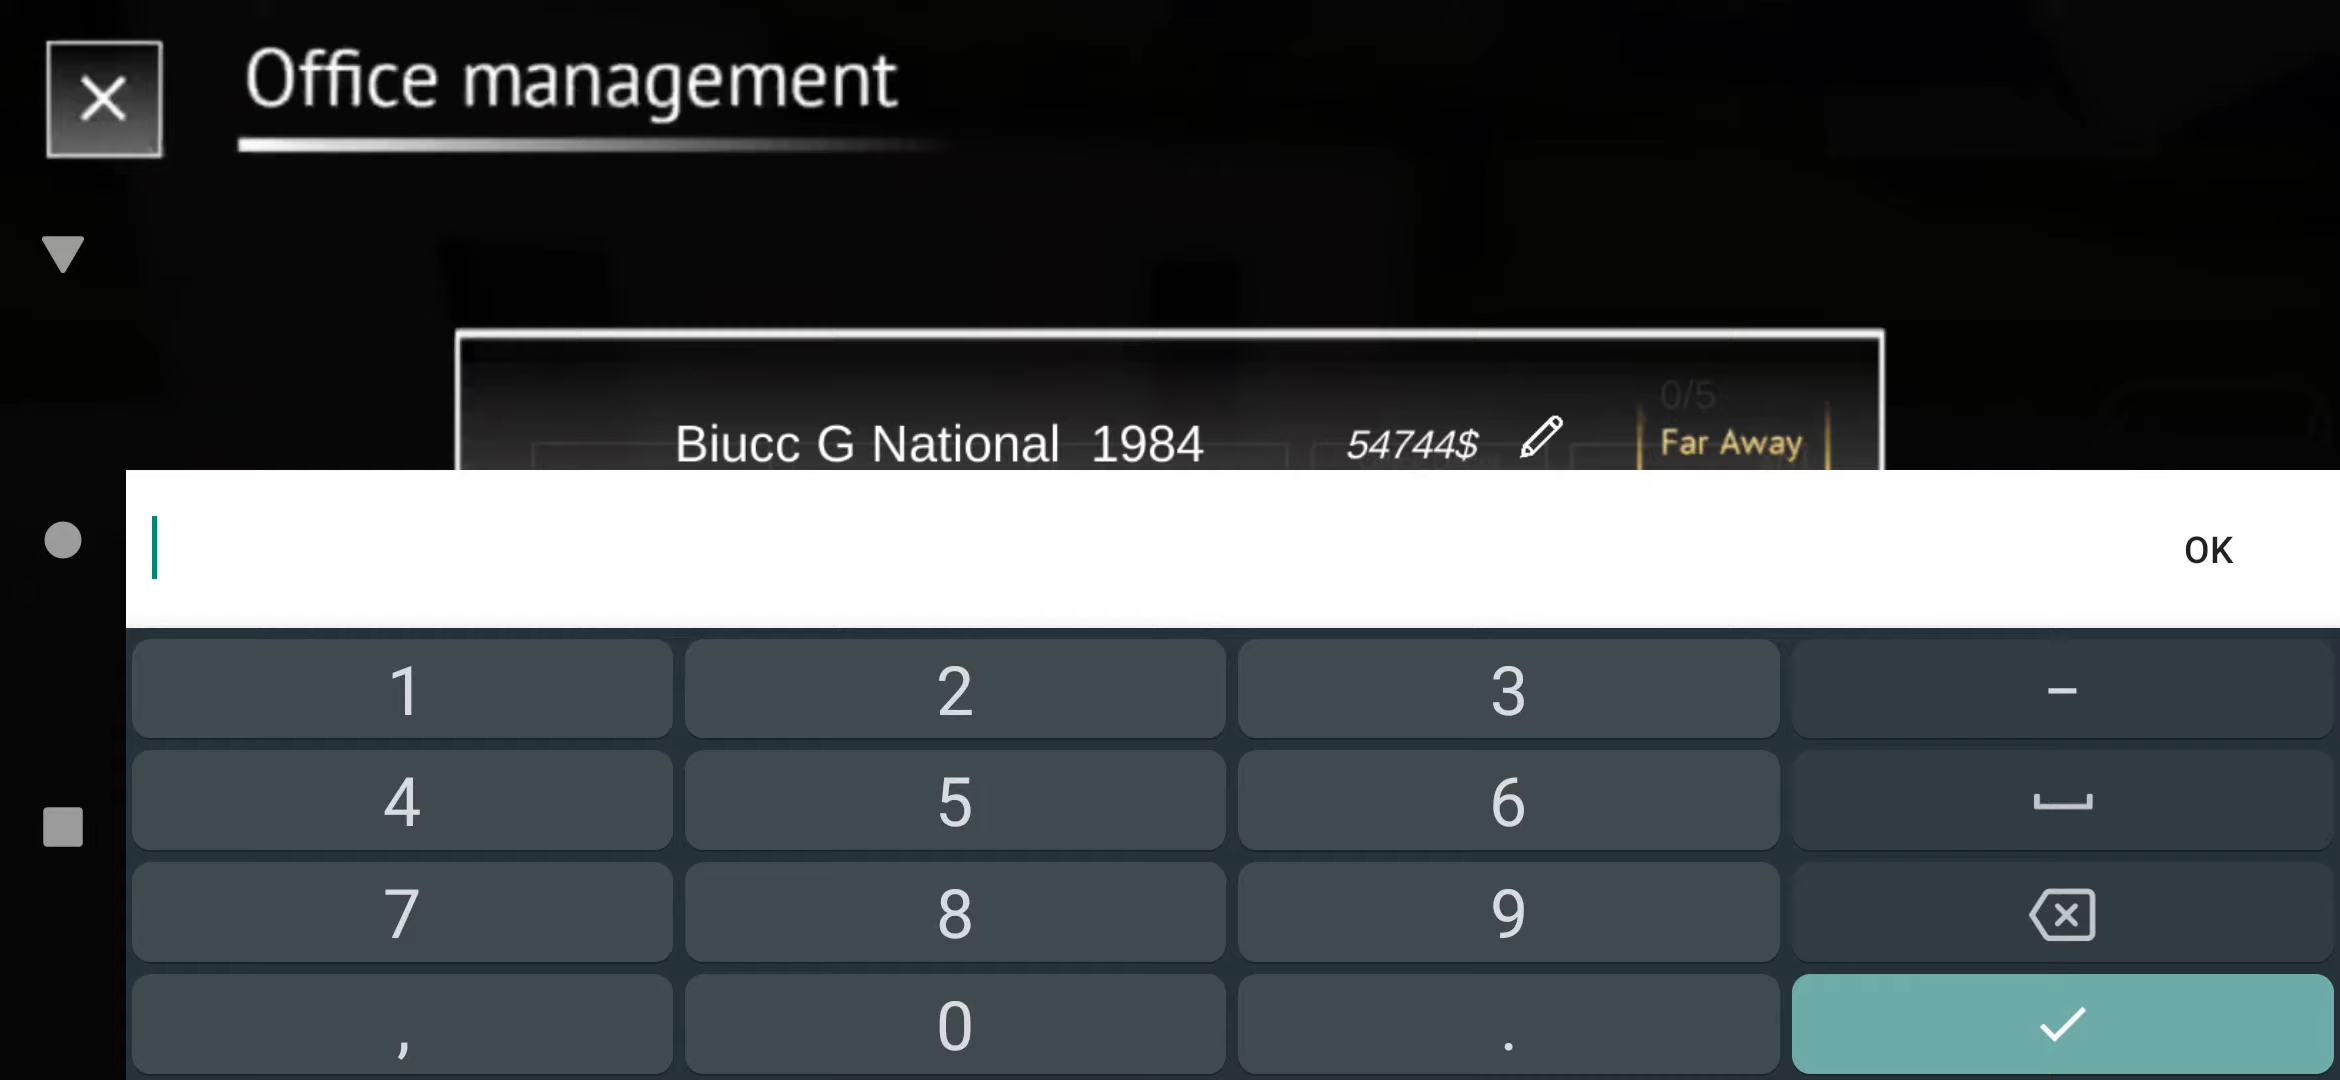 Office management
0/5
Biucc G National 1984 54744$ Far Away
OK
1 2 3 -
4 5 6
7 8 9
, 0 .